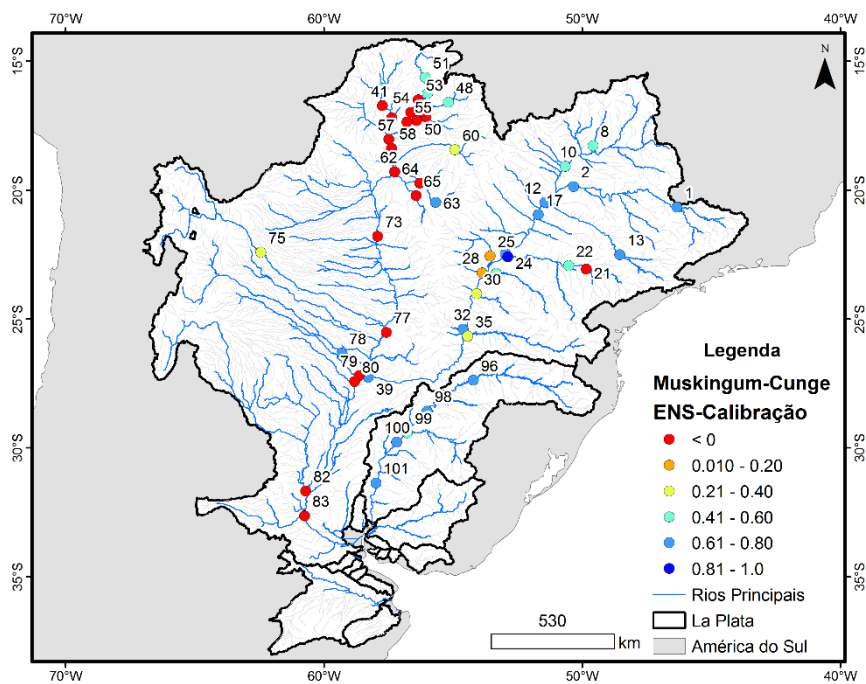 70°W 60°W 50°W 40°W
15°S 15°S
N
51
53
41 54 48
55
57 58 50
60
8
10
62
2
64
20°S 20°S
65 12
17 1
63
73
75 25 13
28 24 22
30 21
25°S 25°S
77 32
78 35
79 80 96
39
98
99
30°S 30°S
100
101
82
83
35°S 35°S
Legenda
Muskingum-Cunge
ENS-Calibração
< 0
0.010 - 0.20
0.21 - 0.40
0.41 - 0.60
0.61 - 0.80
0.81 - 1.0
Rios Principais
La Plata
América do Sul
530
km
70°W 60°W 50°W 40°W